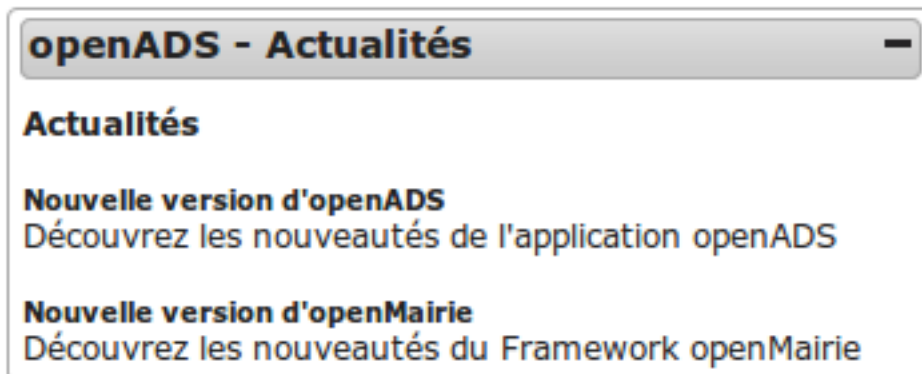 openADS - Actualités
Actualités
Nouvelle version d'openADS
Découvrez les nouveautés de l'application openADS
Nouvelle version d'openMairie
Découvrez les nouveautés du Framework openMairie